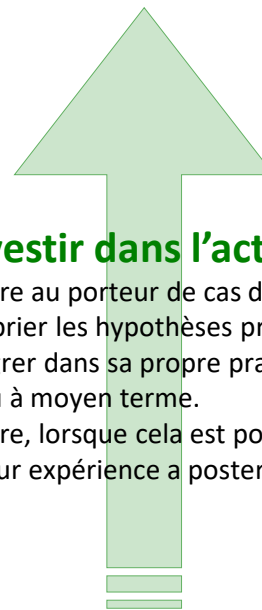 vestir dans l’act
re au porteur de cas d
prier les hypothèses pr
rer dans sa propre pra
à moyen terme.
re, lorsque cela est po
ur expérience a poster